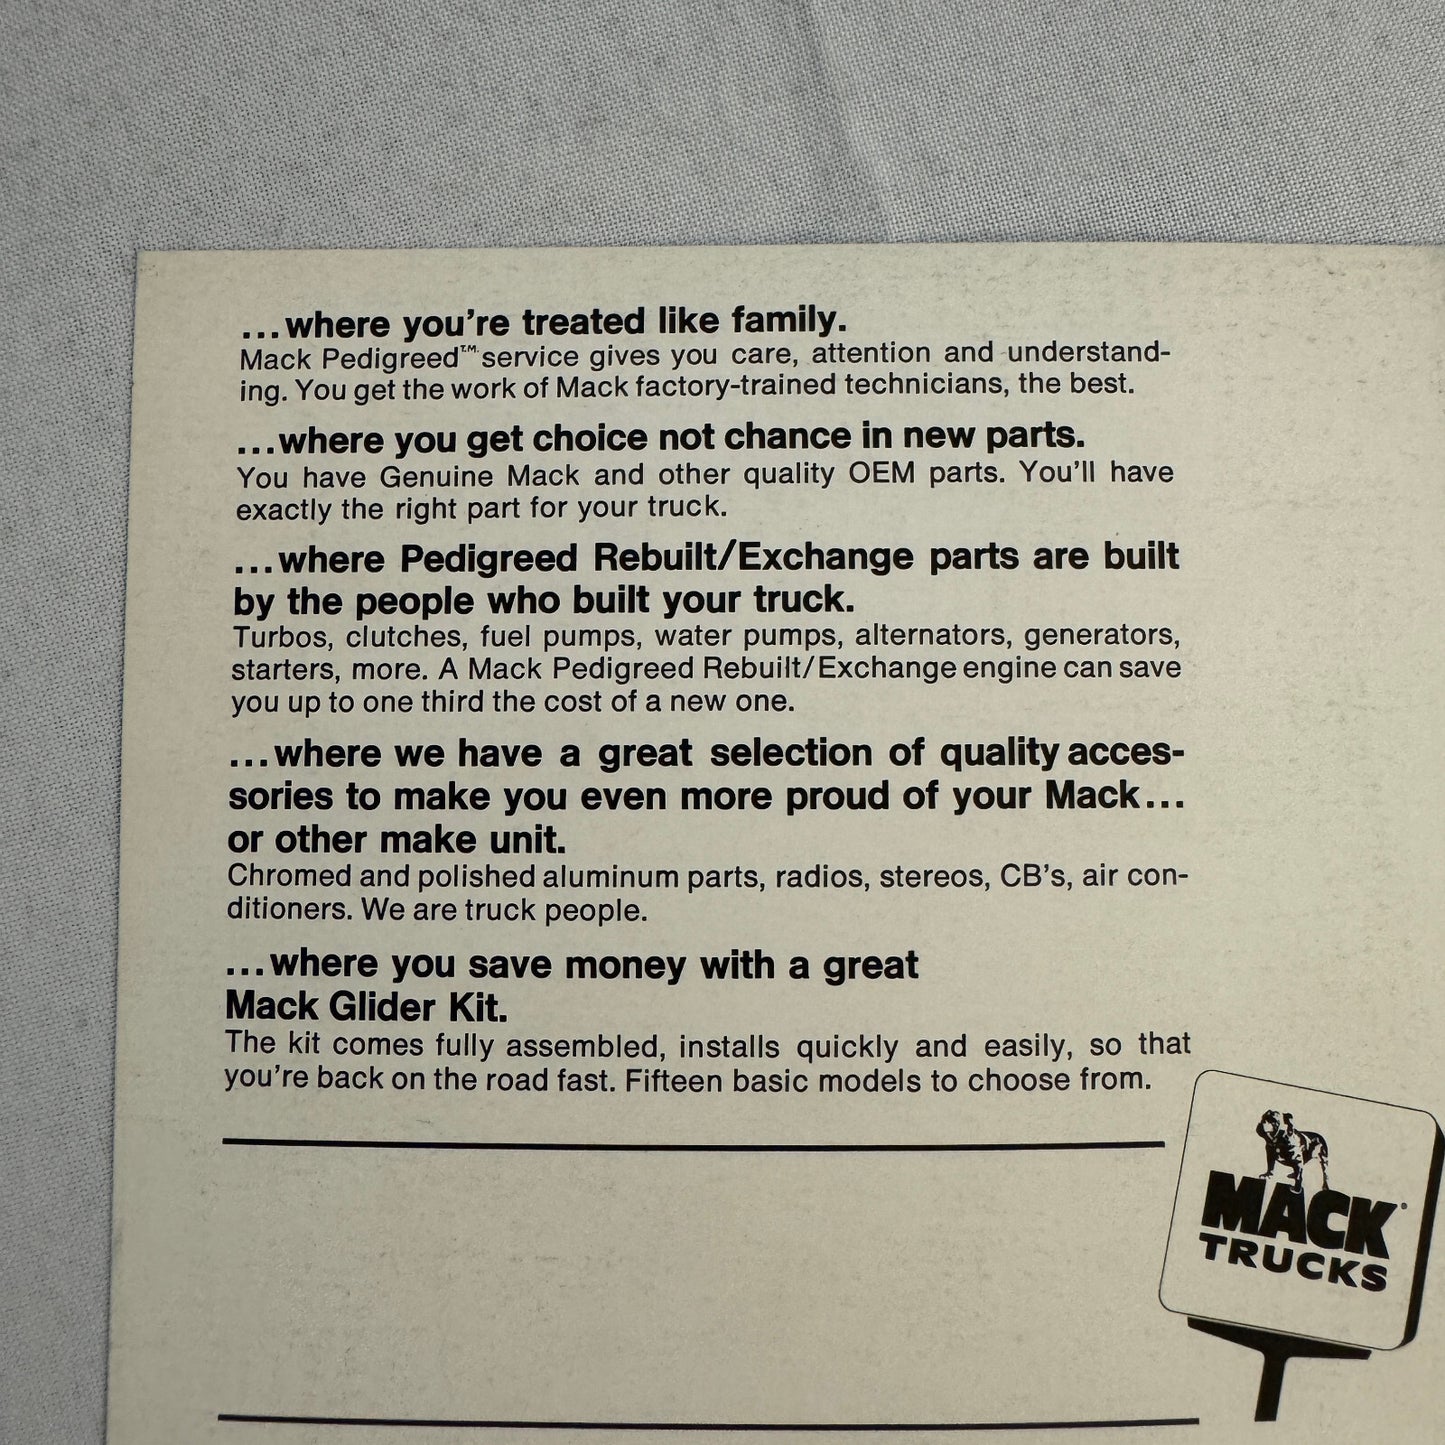 ...where you're treated like family.
Mack Pedigreed™ service gives you care, attention and understand-
ing. You get the work of Mack factory-trained technicians, the best.
...where you get choice not chance in new parts.
You have Genuine Mack and other quality OEM parts. You'll have
exactly the right part for your truck.
...where Pedigreed Rebuilt/Exchange parts are built
by the people who built your truck.
Turbos, clutches, fuel pumps, water pumps, alternators, generators,
starters, more. A Mack Pedigreed Rebuilt/Exchange engine can save
you up to one third the cost of a new one.
...where we have a great selection of quality acces-
sories to make you even more proud of your Mack...
or other make unit.
Chromed and polished aluminum parts, radios, stereos, CB's, air con-
ditioners. We are truck people.
...where you save money with a great
Mack Glider Kit.
The kit comes fully assembled, installs quickly and easily, so that
you're back on the road fast. Fifteen basic models to choose from.
MACK®
TRUCKS